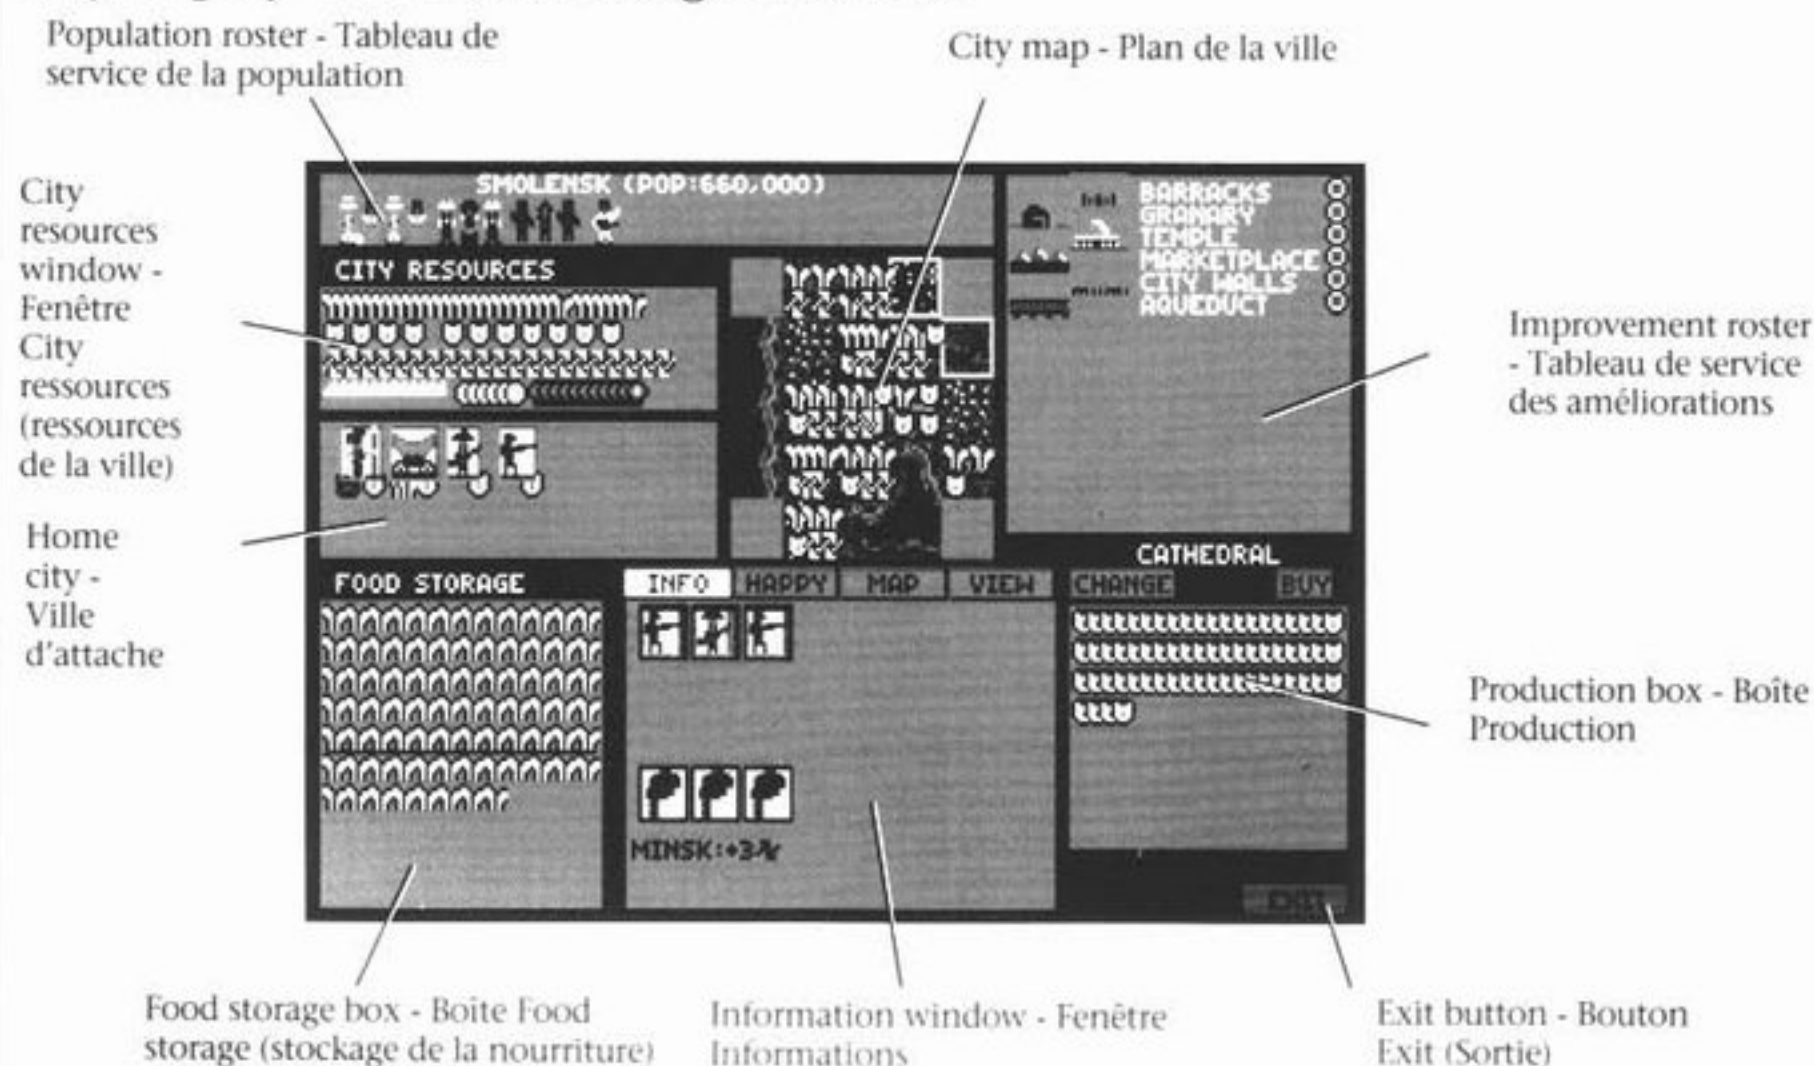 Population roster - Tableau de
service de la population
City map - Plan de la ville
City
resources
window -
Fenêtre
City
ressources
(ressources
de la ville)
Home
city -
Ville
d'attache
SMOLENSK (POP:660,000)
CITY RESOURCES
BARRACKS
GRANARY
TEMPLE
MARKETPLACE
CITY WALLS
AQUEDUCT
Improvement roster
- Tableau de service
des améliorations
FOOD STORAGE
INFO
HAPPY
MAP
VIEW
CATHEDRAL
CHANGE
BUY
MINSK:+3
EXIT
Production box - Boîte
Production
Food storage box - Boîte Food
storage (stockage de la nourriture)
Information window - Fenêtre
Informations
Exit button - Bouton
Exit (Sortie)